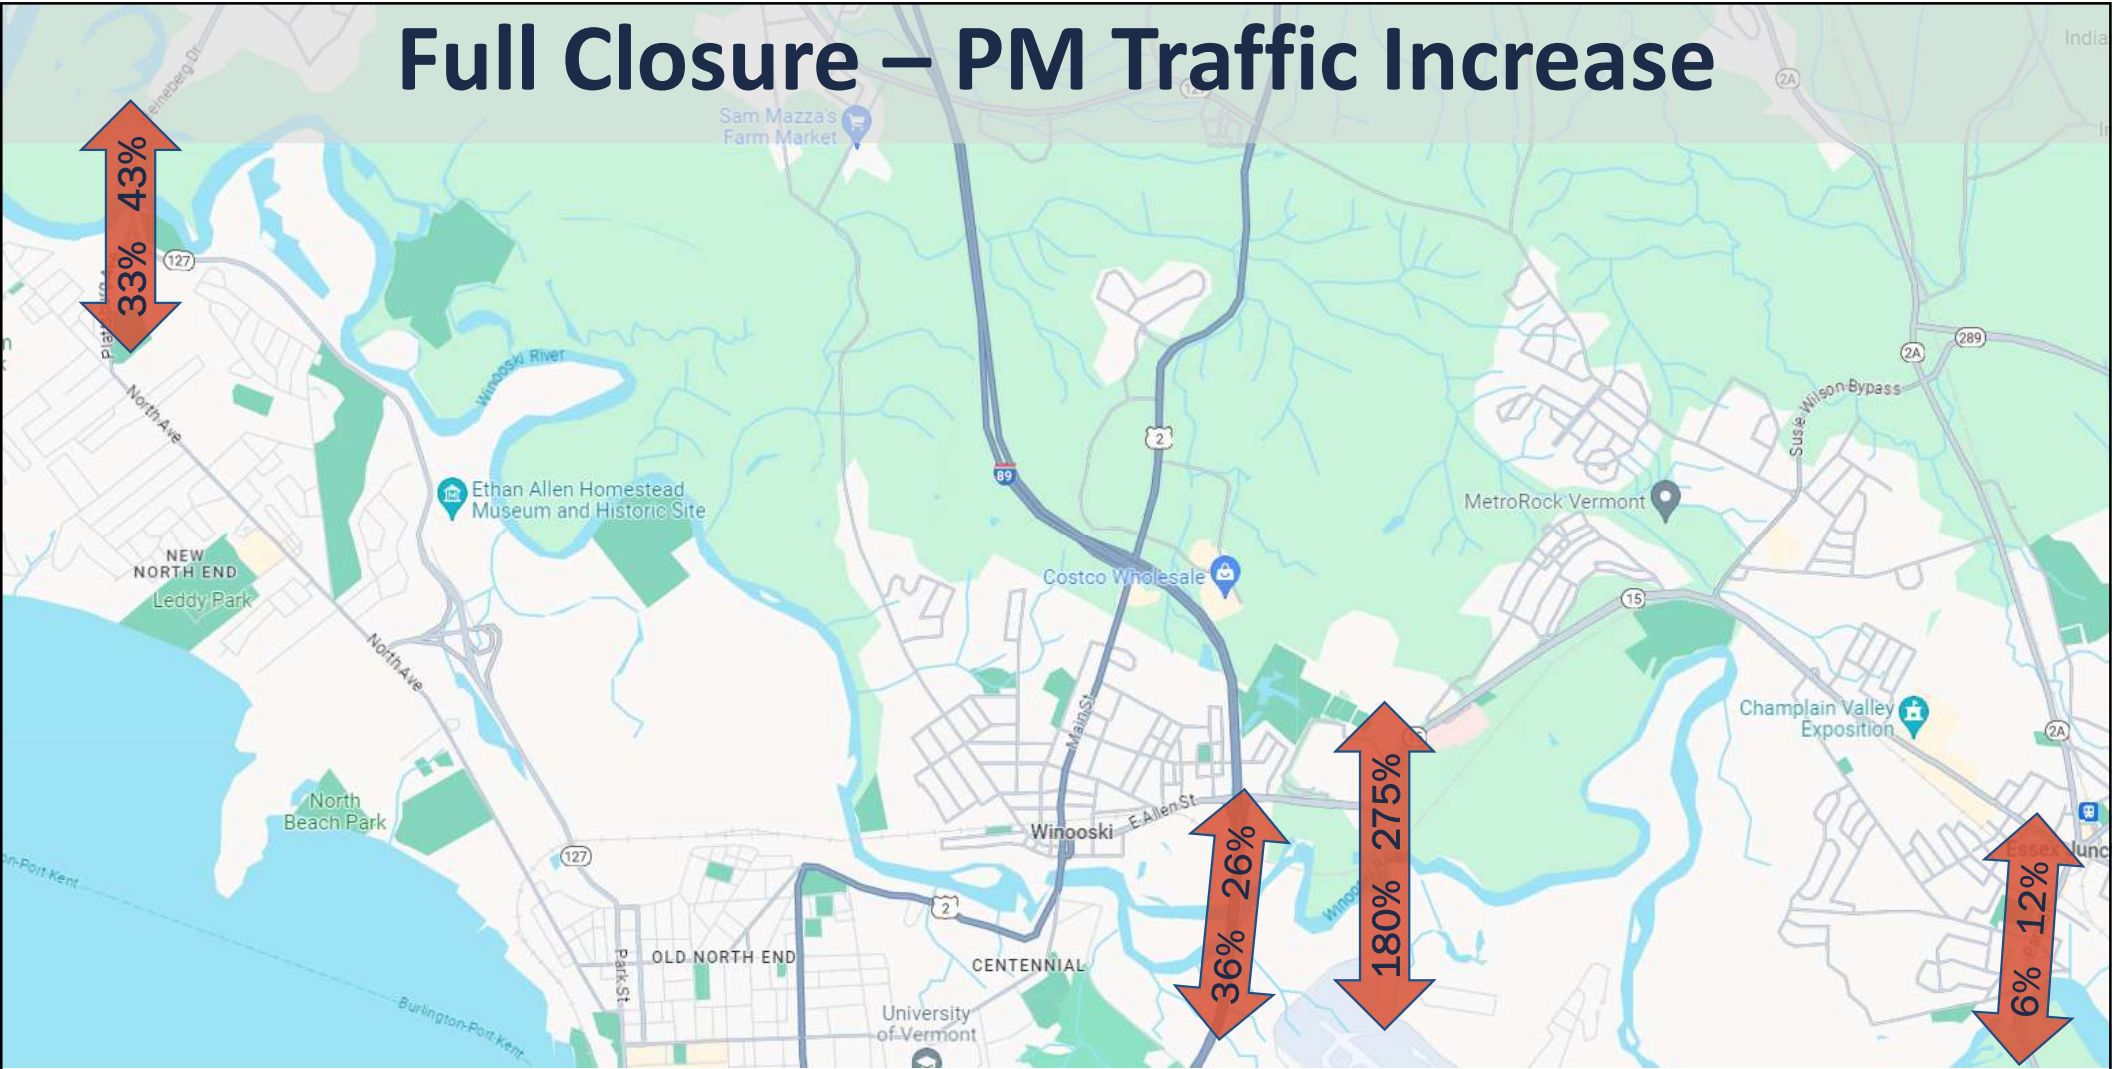 Full Closure – PM Traffic Increase
India
2A
Sam Mazza's
Farm Market
33% 43%
127
Winooski River
289
2A
Susie Wilson Bypass
North Ave
2
89
Ethan Allen Homestead
Museum and Historic Site
MetroRock Vermont
NEW
NORTH END
Leddy Park
Costco Wholesale
15
North Ave
Main St
Champlain Valley
Exposition
2A
15
180% 275%
North
Beach Park
E Allen St
Winooski
36% 26%
127
6% 12%
2
OLD NORTH END
CENTENNIAL
Park St
University
of Vermont
Burlington-Port Kent